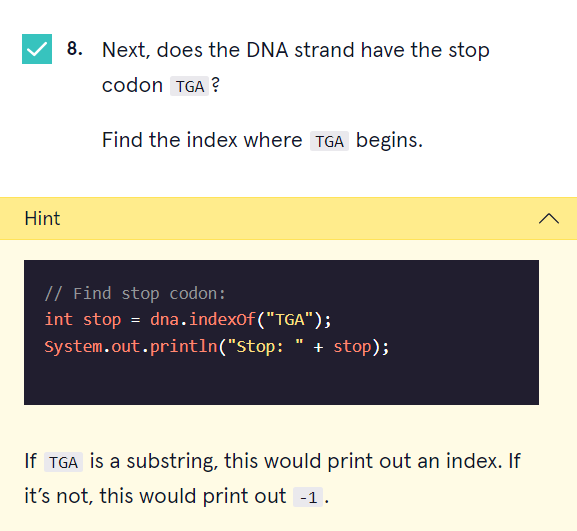 8. Next, does the DNA strand have the stop
codon TGA?
Find the index where TGA begins.
Hint
// Find stop codon:
int stop = dna.indexOf("TGA");
System.out.println("Stop: " + stop);
If TGA is a substring, this would print out an index. If
it’s not, this would print out -1.